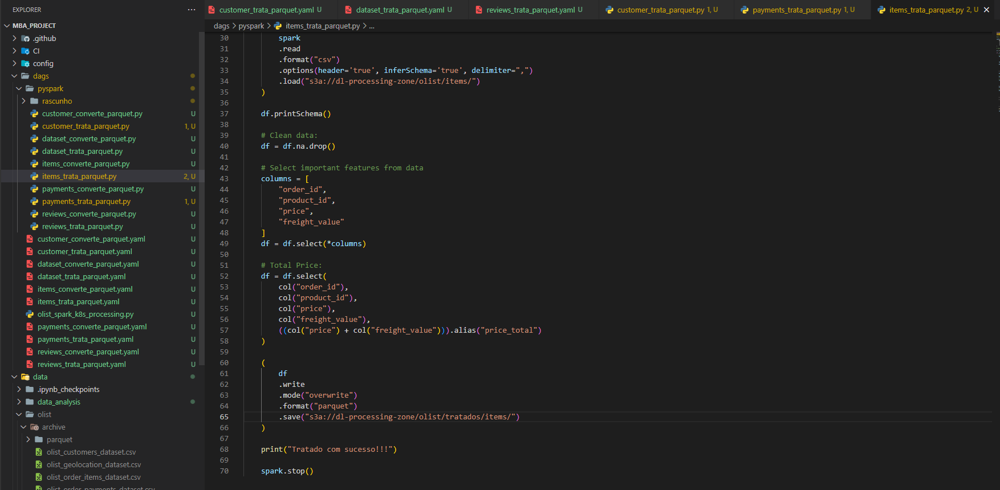 EXPLORER ···
MBA_PROJECT
.github
CI
config
dags
pyspark
rascunho
customer_converte_parquet.py U
customer_trata_parquet.py 1, U
dataset_converte_parquet.py U
dataset_trata_parquet.py U
items_converte_parquet.py U
items_trata_parquet.py 2, U
payments_converte_parquet.py U
payments_trata_parquet.py 1, U
reviews_converte_parquet.py U
reviews_trata_parquet.py U
customer_converte_parquet.yaml U
customer_trata_parquet.yaml U
dataset_converte_parquet.yaml U
dataset_trata_parquet.yaml U
items_converte_parquet.yaml U
items_trata_parquet.yaml U
olist_spark_k8s_processing.py U
payments_converte_parquet.yaml U
payments_trata_parquet.yaml U
reviews_converte_parquet.yaml U
reviews_trata_parquet.yaml U
data
.ipynb_checkpoints
data_analysis
olist
archive
parquet
olist_customers_dataset.csv
olist_geolocation_dataset.csv
olist_order_items_dataset.csv
olist_order_payments_dataset.csv
customer_trata_parquet.yaml U dataset_trata_parquet.yaml U reviews_trata_parquet.yaml U customer_trata_parquet.py 1, U payments_trata_parquet.py 1, U items_trata_parquet.py 2, U
dags > pyspark > items_trata_parquet.py > ...
30 spark
31 .read
32 .format("csv")
33 .options(header='true', inferSchema='true', delimiter=",")
34 .load("s3a://dl-processing-zone/olist/items/")
35 )
36
37 df.printSchema()
38
39 # Clean data:
40 df = df.na.drop()
41
42 # Select important features from data
43 columns = [
44 "order_id",
45 "product_id",
46 "price",
47 "freight_value"
48 ]
49 df = df.select(*columns)
50
51 # Total Price:
52 df = df.select(
53 col("order_id"),
54 col("product_id"),
55 col("price"),
56 col("freight_value"),
57 ((col("price") + col("freight_value"))).alias("price_total")
58 )
59
60 (
61 df
62 .write
63 .mode("overwrite")
64 .format("parquet")
65 .save("s3a://dl-processing-zone/olist/tratados/items/")
66 )
67
68 print("Tratado com sucesso!!!")
69
70 spark.stop()